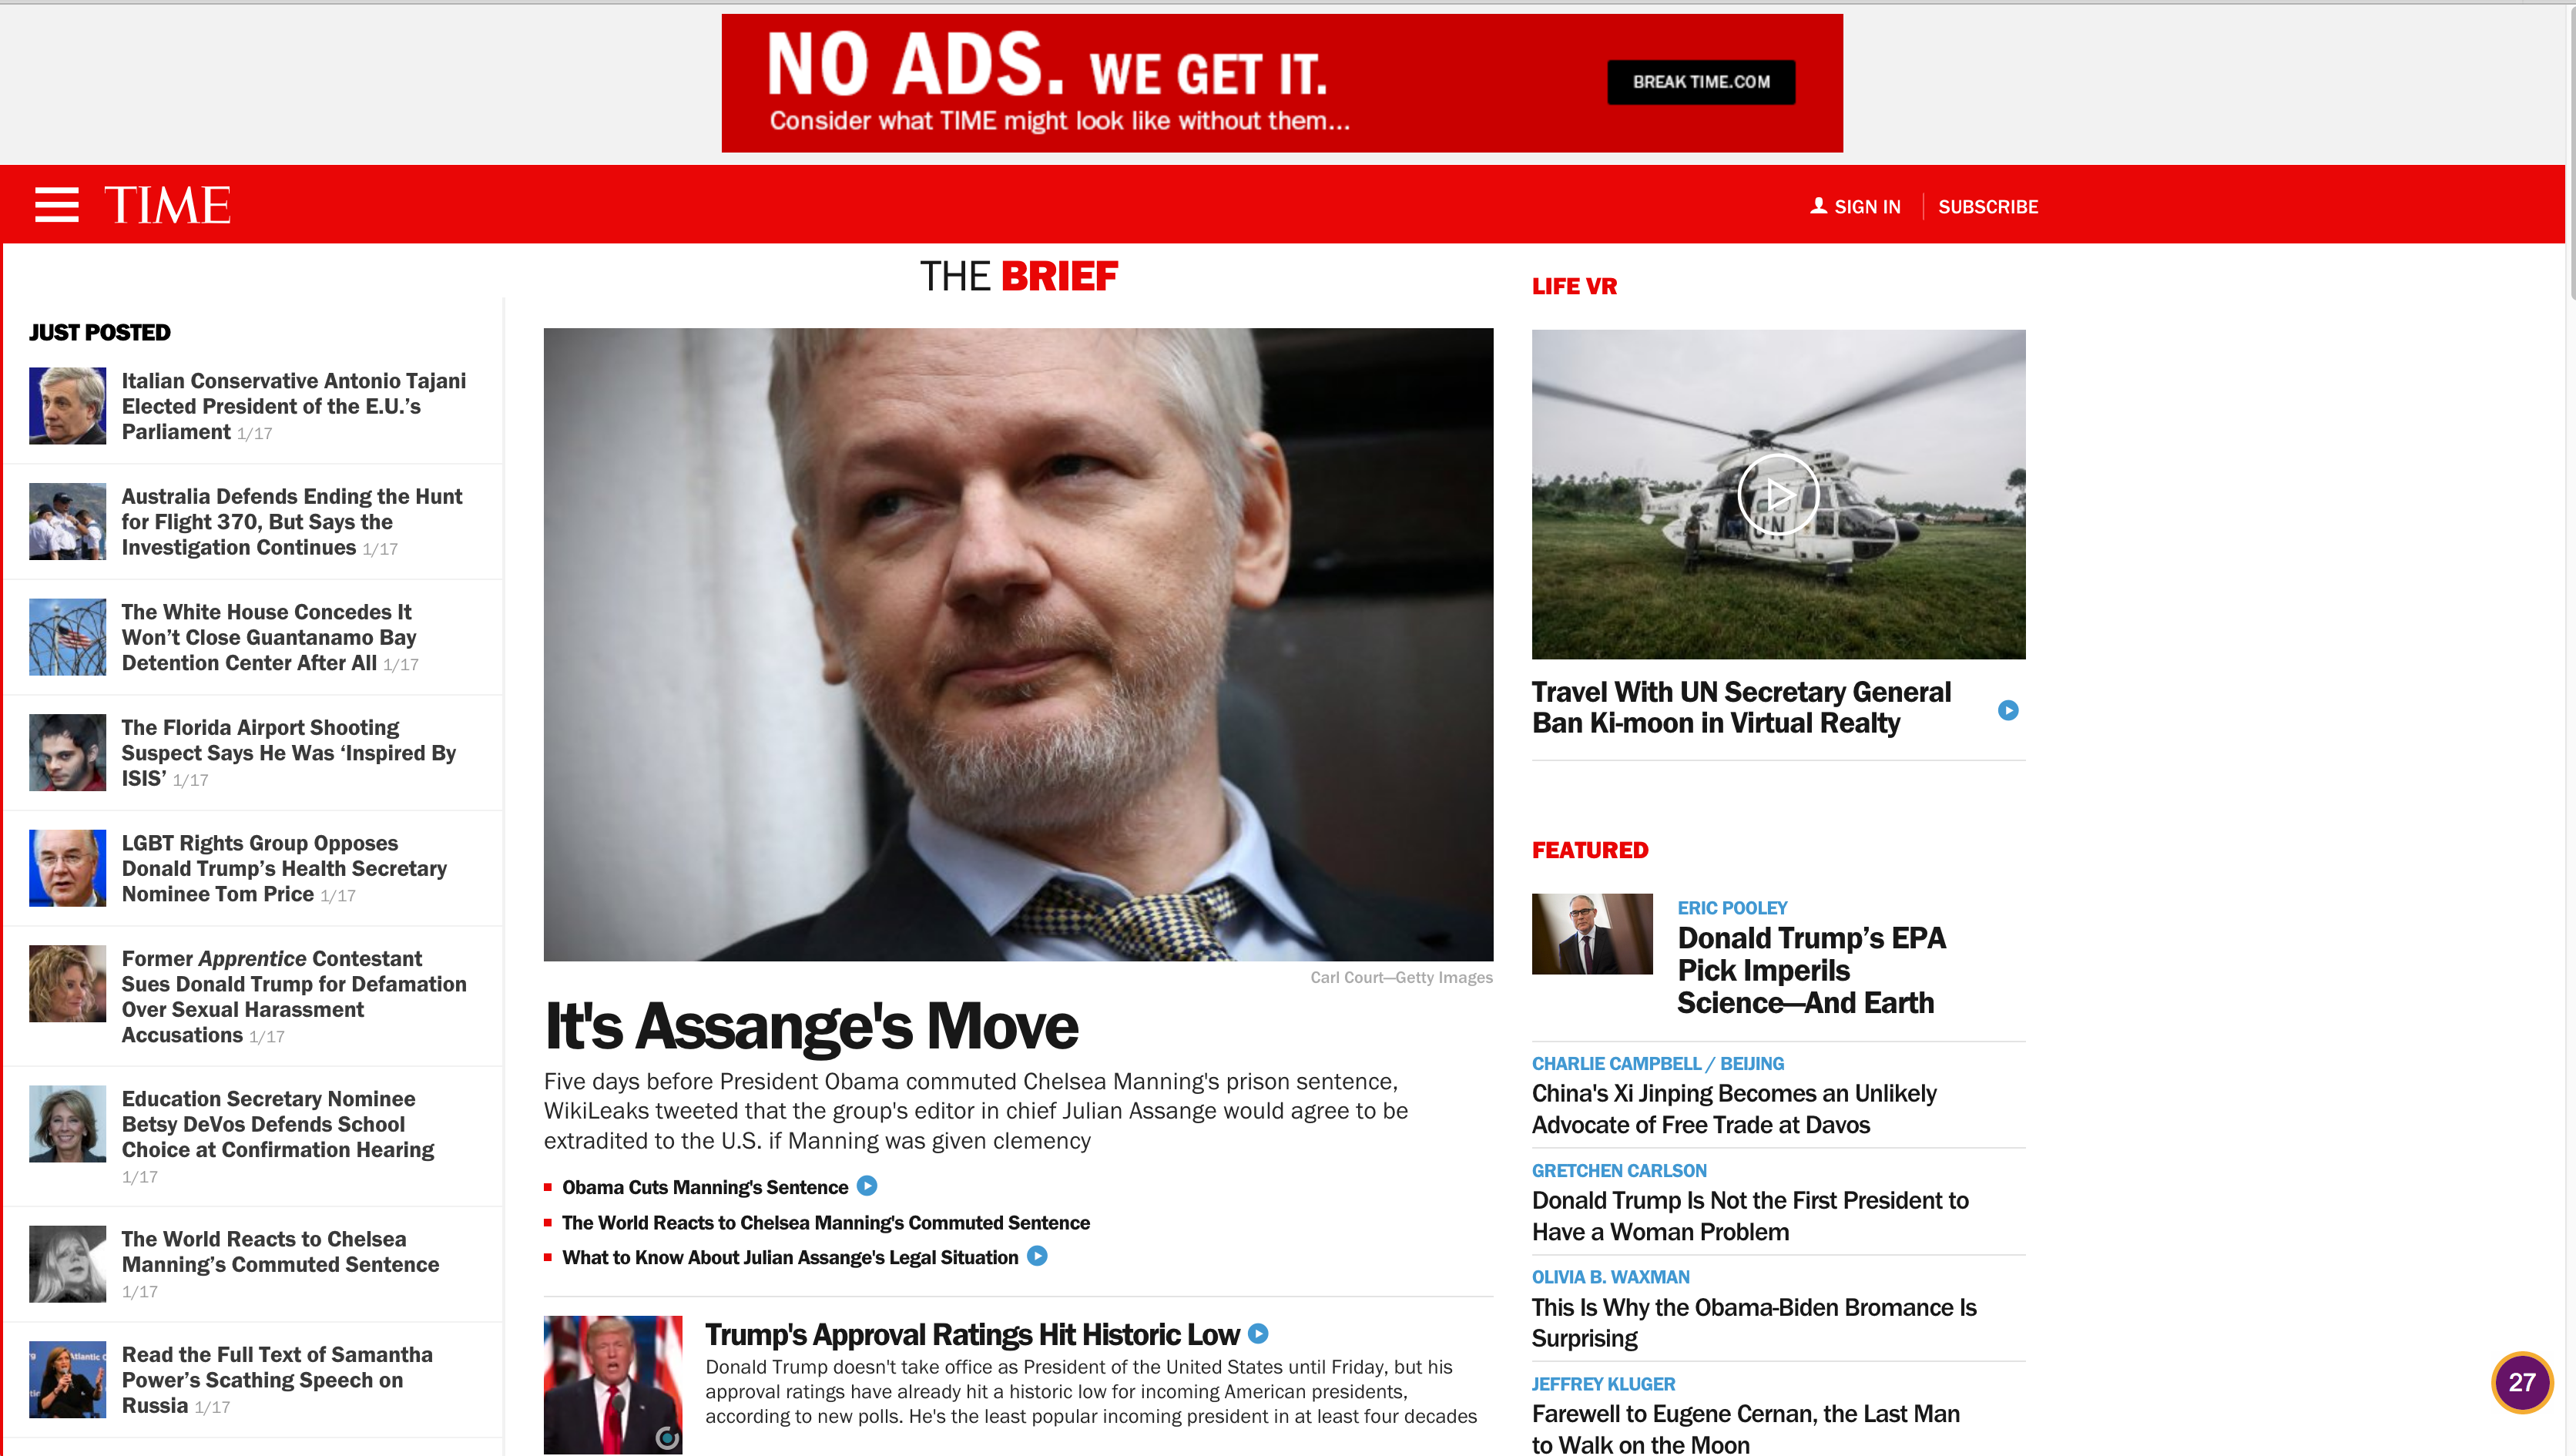 NO ADS. WE GET IT.
Consider what TIME might look like without them...
BREAK TIME.COM
TIME
SIGN IN
SUBSCRIBE
JUST POSTED
Italian Conservative Antonio Tajani
Elected President of the E.U.’s
Parliament 1/17
Australia Defends Ending the Hunt
for Flight 370, But Says the
Investigation Continues 1/17
The White House Concedes It
Won’t Close Guantanamo Bay
Detention Center After All 1/17
The Florida Airport Shooting
Suspect Says He Was ‘Inspired By
ISIS’ 1/17
LGBT Rights Group Opposes
Donald Trump’s Health Secretary
Nominee Tom Price 1/17
Former Apprentice Contestant
Sues Donald Trump for Defamation
Over Sexual Harassment
Accusations 1/17
Education Secretary Nominee
Betsy DeVos Defends School
Choice at Confirmation Hearing
1/17
The World Reacts to Chelsea
Manning’s Commuted Sentence
1/17
Atlantic
Read the Full Text of Samantha
Power’s Scathing Speech on
Russia 1/17
THE BRIEF
Carl Court—Getty Images
It's Assange's Move
Five days before President Obama commuted Chelsea Manning's prison sentence,
WikiLeaks tweeted that the group's editor in chief Julian Assange would agree to be
extradited to the U.S. if Manning was given clemency
Obama Cuts Manning's Sentence
The World Reacts to Chelsea Manning's Commuted Sentence
What to Know About Julian Assange's Legal Situation
Trump's Approval Ratings Hit Historic Low
Donald Trump doesn't take office as President of the United States until Friday, but his
approval ratings have already hit a historic low for incoming American presidents,
according to new polls. He's the least popular incoming president in at least four decades
LIFE VR
UN
Travel With UN Secretary General
Ban Ki-moon in Virtual Realty
FEATURED
ERIC POOLEY
Donald Trump’s EPA
Pick Imperils
Science—And Earth
CHARLIE CAMPBELL / BEIJING
China's Xi Jinping Becomes an Unlikely
Advocate of Free Trade at Davos
GRETCHEN CARLSON
Donald Trump Is Not the First President to
Have a Woman Problem
OLIVIA B. WAXMAN
This Is Why the Obama-Biden Bromance Is
Surprising
JEFFREY KLUGER
Farewell to Eugene Cernan, the Last Man
to Walk on the Moon
27